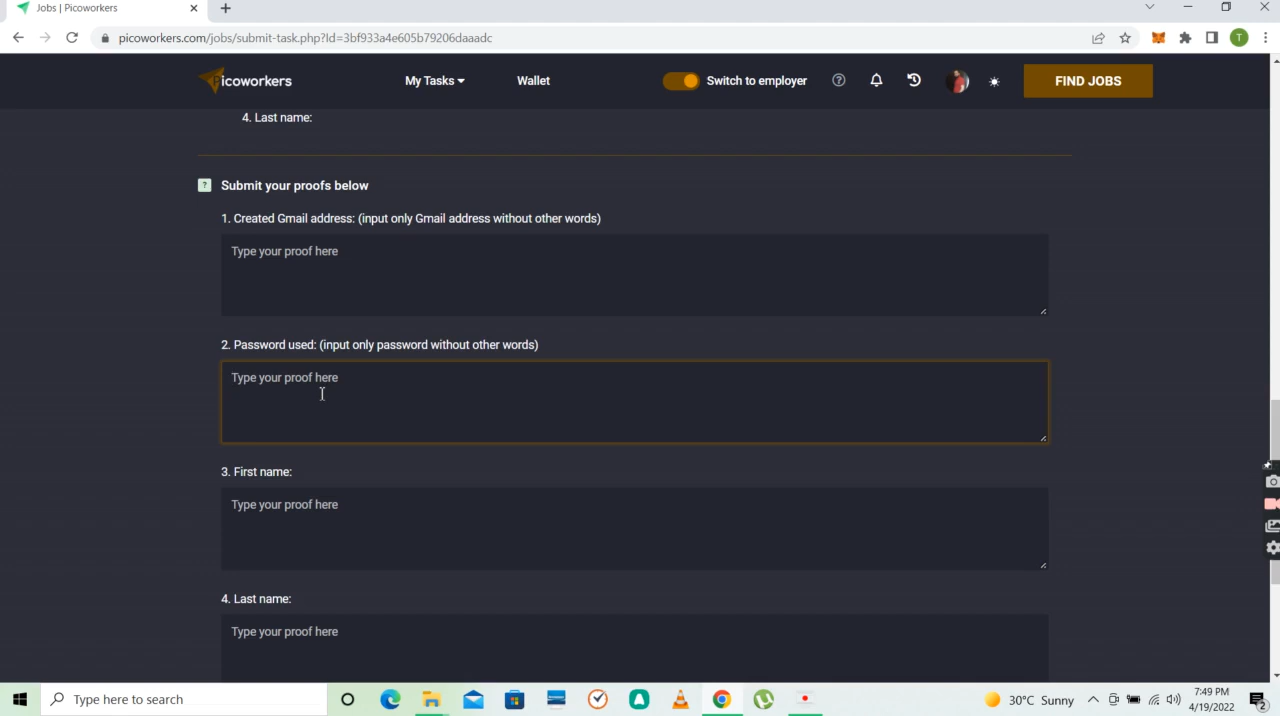 Jobs | Picoworkers
picoworkers.com/jobs/submit-task.php?Id=3bf933a4e605b79206daaadc
T
Picoworkers
My Tasks
Wallet
Switch to employer
FIND JOBS
4. Last name:
? Submit your proofs below
1. Created Gmail address: (input only Gmail address without other words)
Type your proof here
2. Password used: (input only password without other words)
Type your proof here
3. First name:
Type your proof here
4. Last name:
Type your proof here
Type here to search
30°C Sunny
7:49 PM
4/19/2022
2